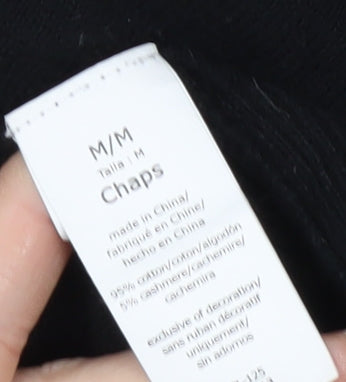 M/M
Talla | M
Chaps
made in China/
fabriqué en Chine/
hecho en China
95% cotton/coton/algodón
5% cashmere/cachemire/
cachemira
exclusive of decoration/
sans ruban décoratif
uniquement/
sin adornos
-125